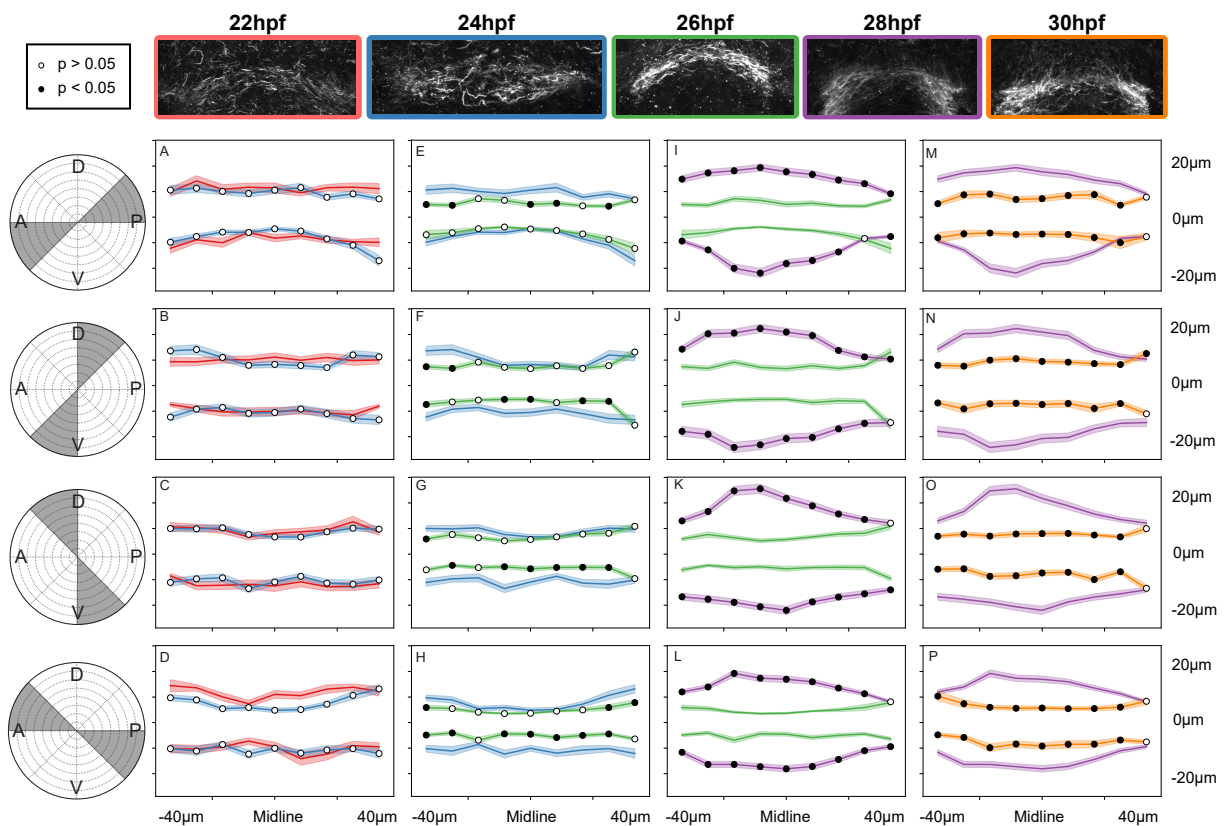 22hpf 24hpf 26hpf 28hpf 30hpf
p > 0.05
p < 0.05
D A P V
A E I M
20µm
0µm
-20µm
D A P V
B F J N
20µm
0µm
-20µm
D A P V
C G K O
20µm
0µm
-20µm
D A P V
D H L P
20µm
0µm
-20µm
-40µm Midline 40µm -40µm Midline 40µm -40µm Midline 40µm -40µm Midline 40µm